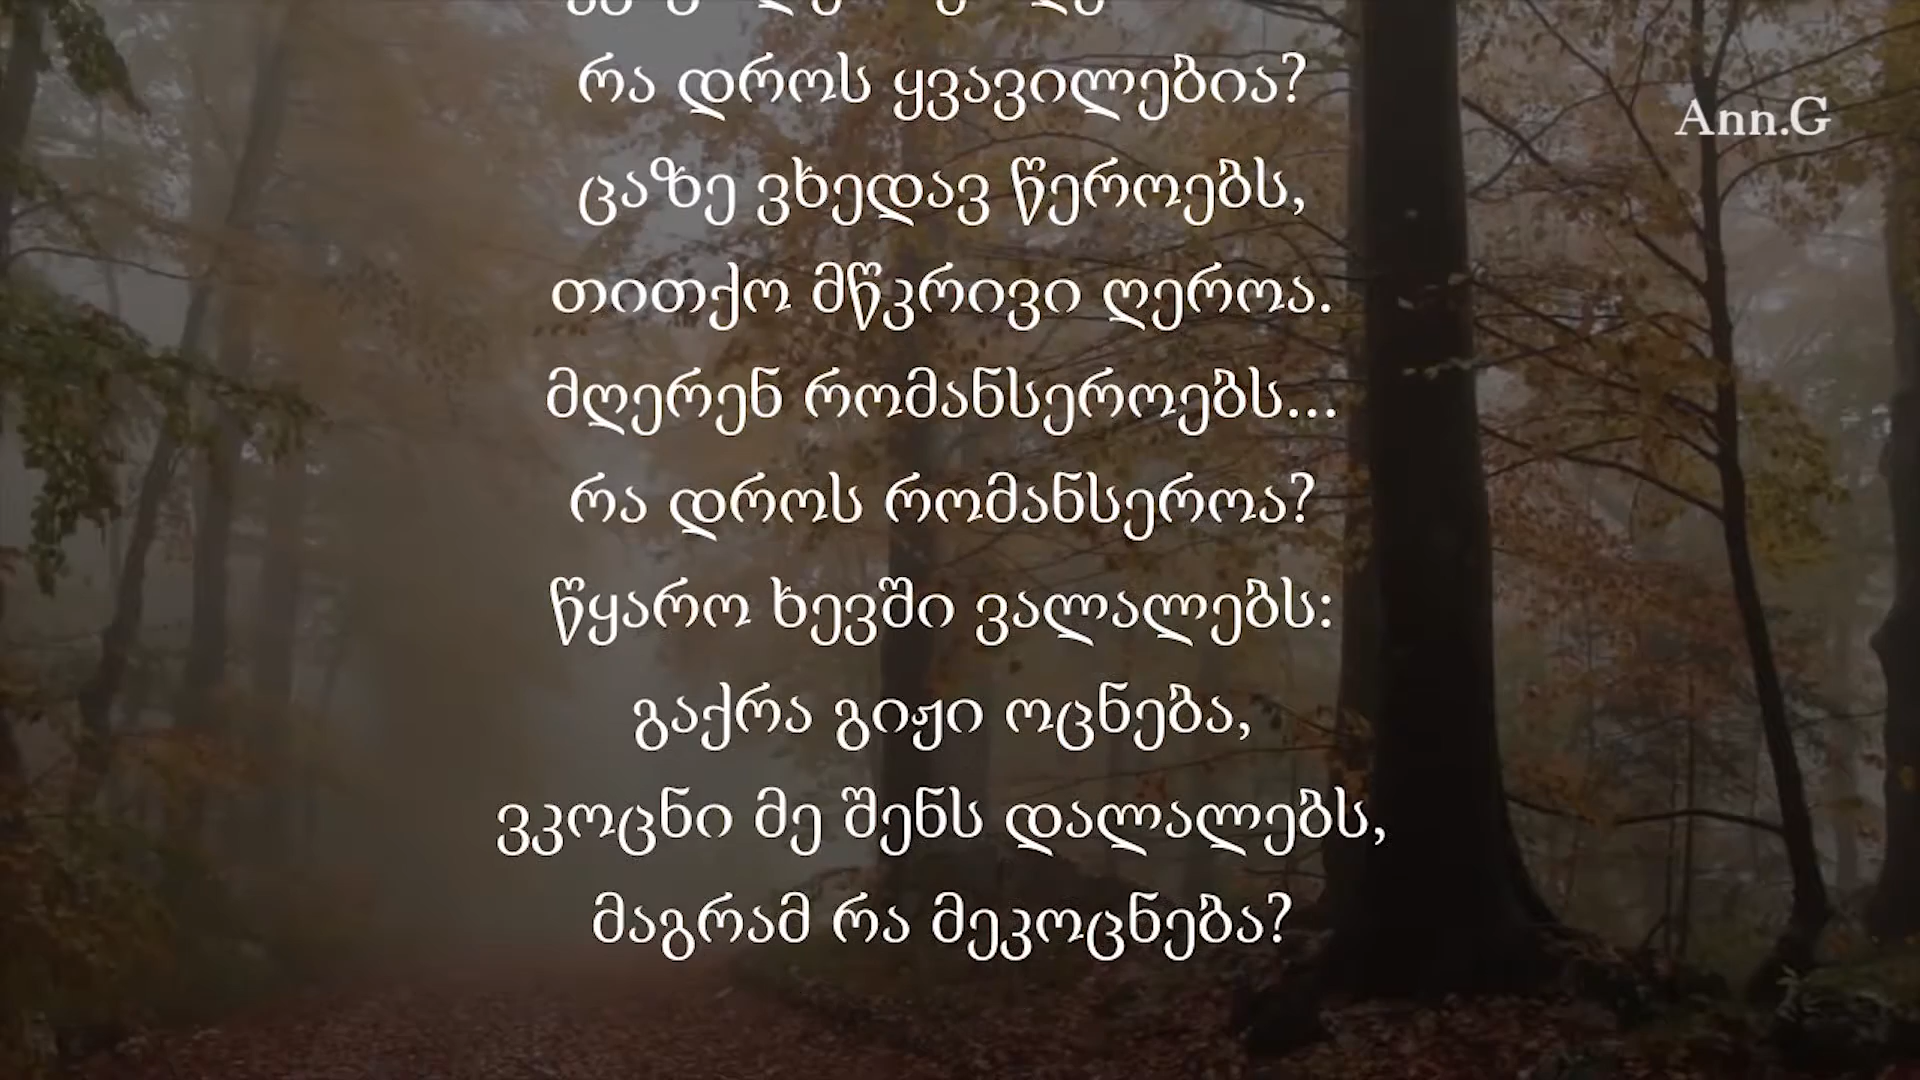 რა დროს ყვავილებია?
Ann.G
ცაზე ვხედავ წეროებს,
თითქო მწკრივი ღეროა.
მღერენ რომანსეროებს...
რა დროს რომანსეროა?
წყარო ხევში ვალალებს:
გაქრა გიჟი ოცნება,
ვკოცნი მე შენს დალალებს,
მაგრამ რა მეკოცნება?